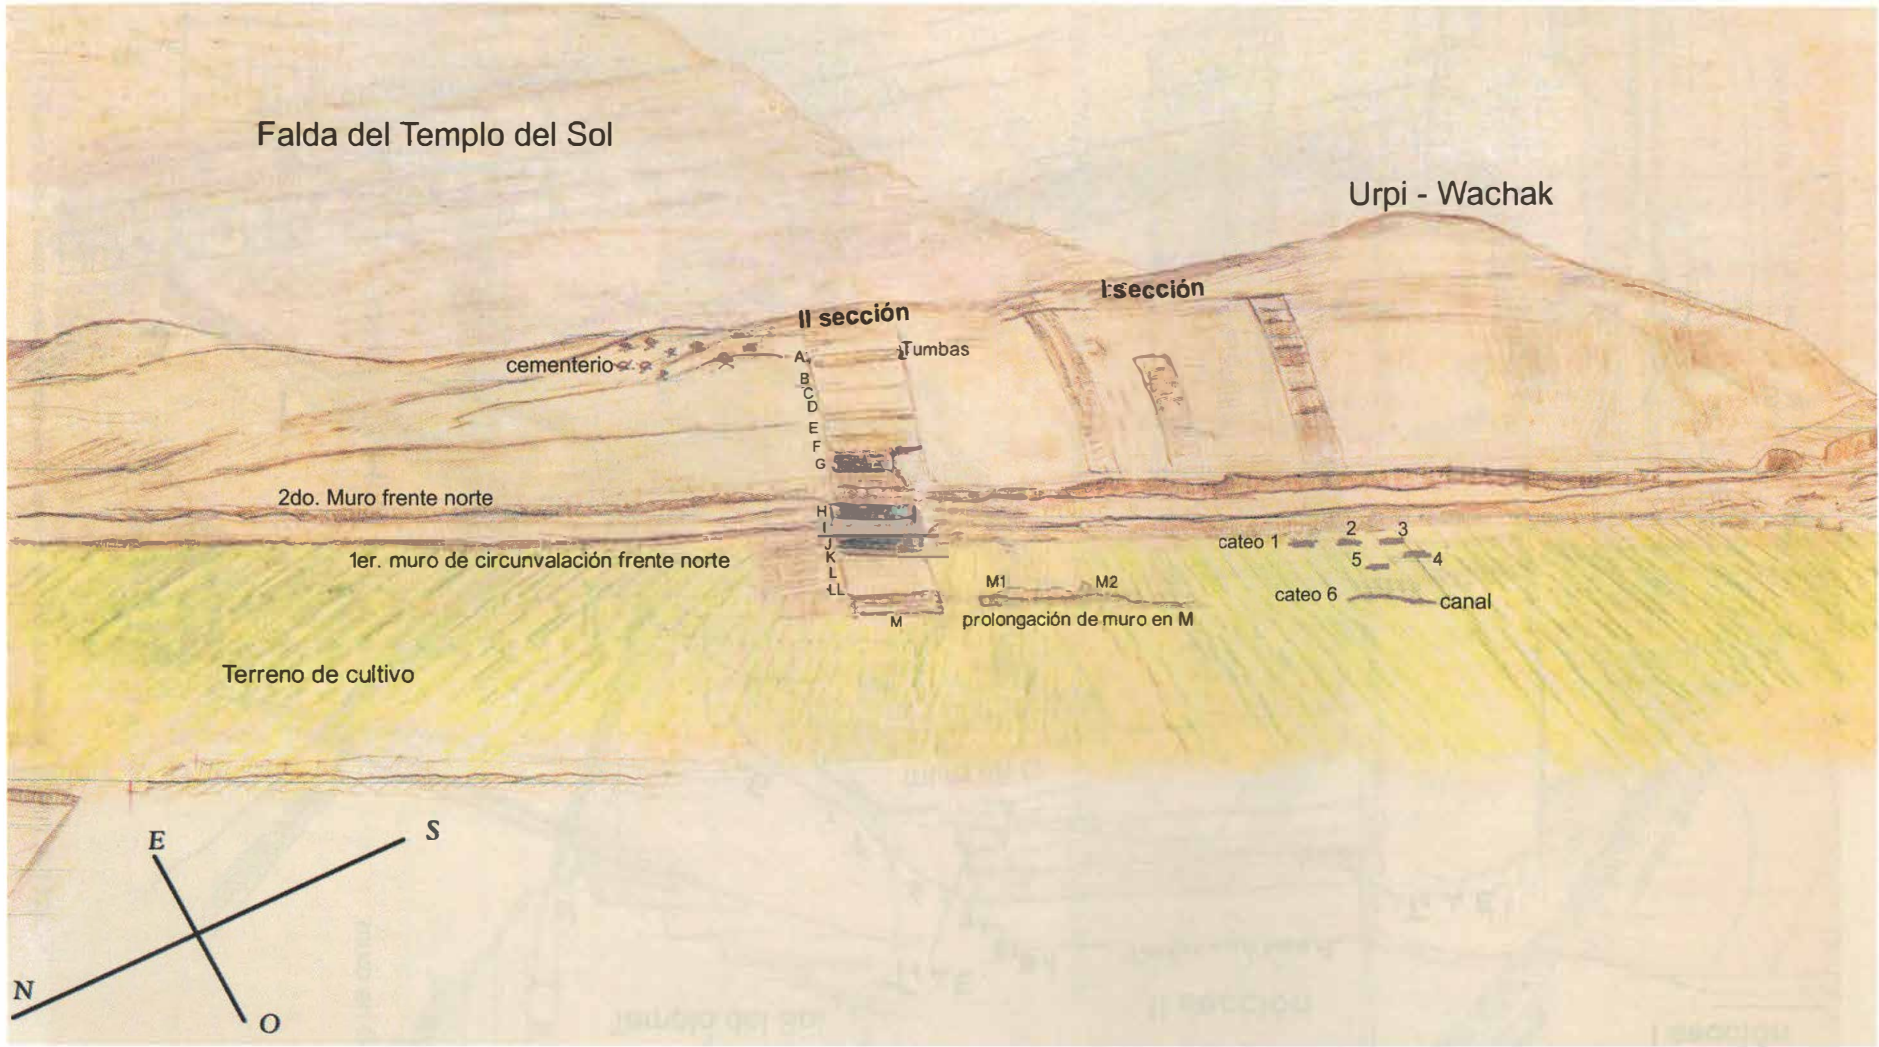 Falda del Templo del Sol
Urpi - Wachak
I sección
II sección
Tumbas
cementerio
A
B
C
D
E
F
G
2do. Muro frente norte
H
I
J
1er. muro de circunvalación frente norte
K
L
LL
M
M1
M2
prolongación de muro en M
cateo 1
2
3
4
5
cateo 6
canal
Terreno de cultivo
E
S
N
O